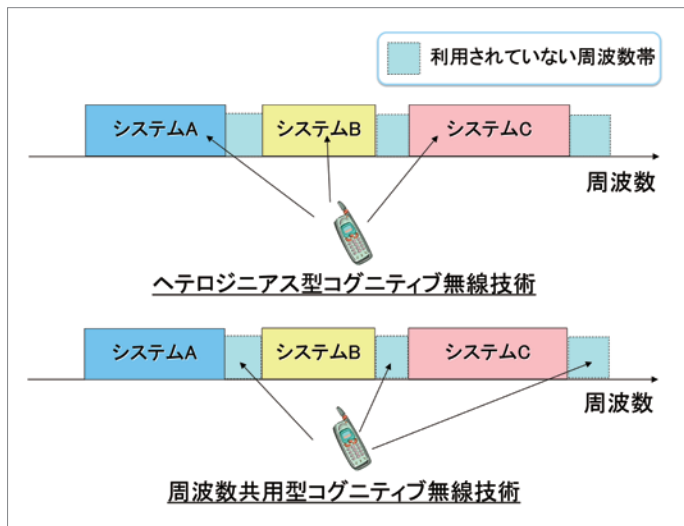 利用されていない周波数帯
システムA
システムB
システムC
周波数
ヘテロジニアス型コグニティブ無線技術
システムA
システムB
システムC
周波数
周波数共用型コグニティブ無線技術